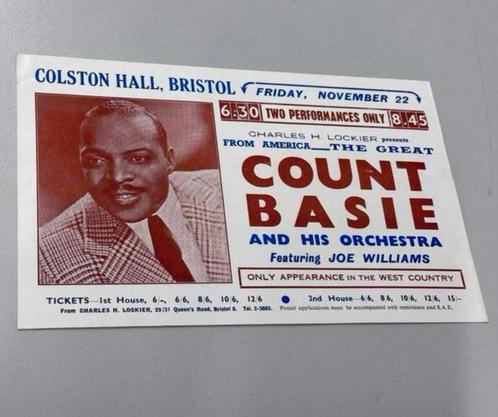 COLSTON HALL, BRISTOL
FRIDAY, NOVEMBER 22
6:30 TWO PERFORMANCES ONLY 8.45
CHARLES H. LOCKIER presents
FROM AMERICA—THE GREAT
COUNT
BASIE
AND HIS ORCHESTRA
Featuring JOE WILLIAMS
ONLY APPEARANCE IN THE WEST COUNTRY
TICKETS—1st House, 6/-, 6/6, 8/6, 10/6, 12/6 ● 2nd House—6/6, 8/6, 10/6, 12/6, 15/-
From CHARLES H. LOCKIER, 29/31 Queen's Road, Bristol 8. Tel. 2-3885. Postal applications must be accompanied with remittance and S.A.E.